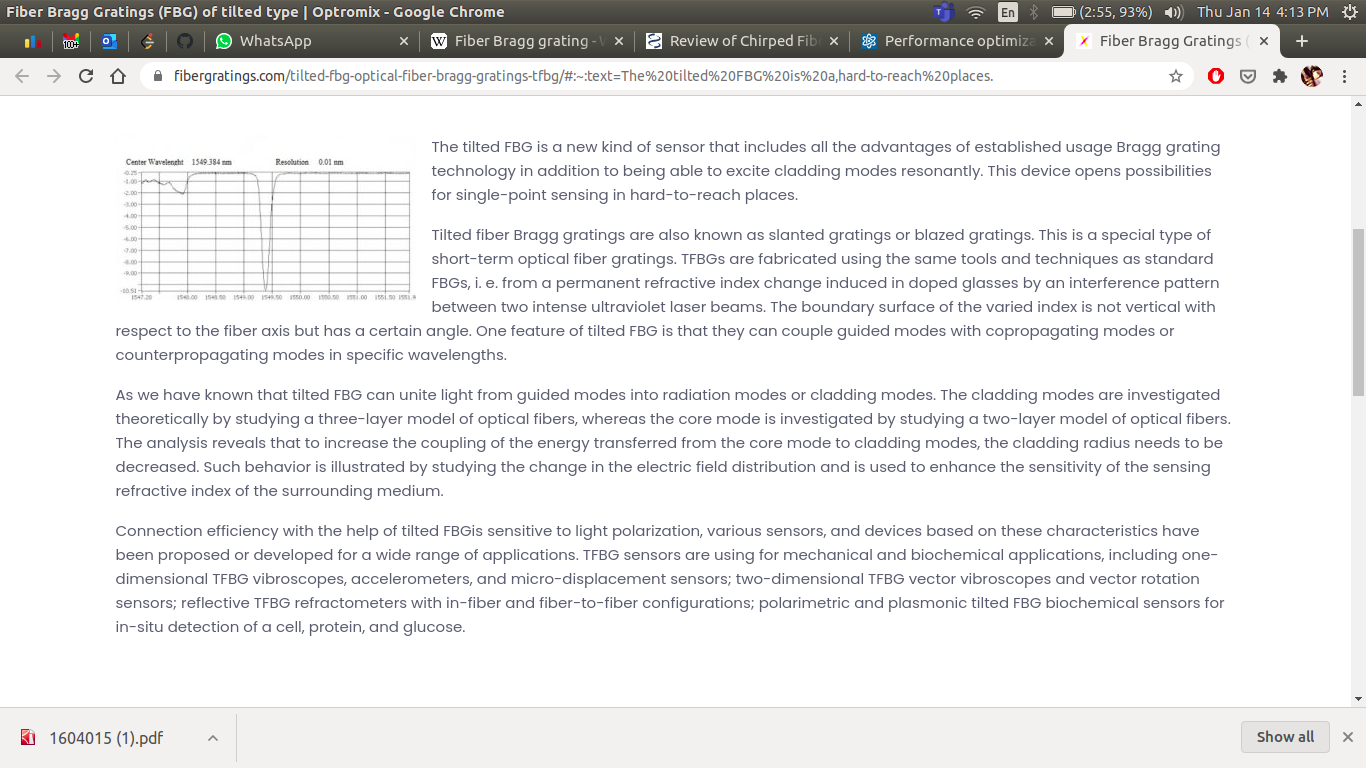 Fiber Bragg Gratings (FBG) of tilted type | Optromix - Google Chrome
En
(2:55, 93%)
Thu Jan 14 4:13 PM
100+
WhatsApp
Fiber Bragg grating - W
Review of Chirped Fib
Performance optimiza
Fiber Bragg Gratings (
fibergratings.com/tilted-fbg-optical-fiber-bragg-gratings-tfbg/#:~:text=The%20tilted%20FBG%20is%20a,hard-to-reach%20places.
Center Wavelenght 1549.384 nm Resolution 0.01 nm
-0.25
-1.00
-2.00
-3.00
-4.00
-5.00
-6.00
-7.00
-8.00
-9.00
-10.51
1547.20 1548.00 1548.50 1549.00 1549.50 1550.00 1550.50 1551.00 1551.50 1551.9
The tilted FBG is a new kind of sensor that includes all the advantages of established usage Bragg grating
technology in addition to being able to excite cladding modes resonantly. This device opens possibilities
for single-point sensing in hard-to-reach places.
Tilted fiber Bragg gratings are also known as slanted gratings or blazed gratings. This is a special type of
short-term optical fiber gratings. TFBGs are fabricated using the same tools and techniques as standard
FBGs, i. e. from a permanent refractive index change induced in doped glasses by an interference pattern
between two intense ultraviolet laser beams. The boundary surface of the varied index is not vertical with
respect to the fiber axis but has a certain angle. One feature of tilted FBG is that they can couple guided modes with copropagating modes or
counterpropagating modes in specific wavelengths.
As we have known that tilted FBG can unite light from guided modes into radiation modes or cladding modes. The cladding modes are investigated
theoretically by studying a three-layer model of optical fibers, whereas the core mode is investigated by studying a two-layer model of optical fibers.
The analysis reveals that to increase the coupling of the energy transferred from the core mode to cladding modes, the cladding radius needs to be
decreased. Such behavior is illustrated by studying the change in the electric field distribution and is used to enhance the sensitivity of the sensing
refractive index of the surrounding medium.
Connection efficiency with the help of tilted FBGis sensitive to light polarization, various sensors, and devices based on these characteristics have
been proposed or developed for a wide range of applications. TFBG sensors are using for mechanical and biochemical applications, including one-
dimensional TFBG vibroscopes, accelerometers, and micro-displacement sensors; two-dimensional TFBG vector vibroscopes and vector rotation
sensors; reflective TFBG refractometers with in-fiber and fiber-to-fiber configurations; polarimetric and plasmonic tilted FBG biochemical sensors for
in-situ detection of a cell, protein, and glucose.
1604015 (1).pdf
Show all